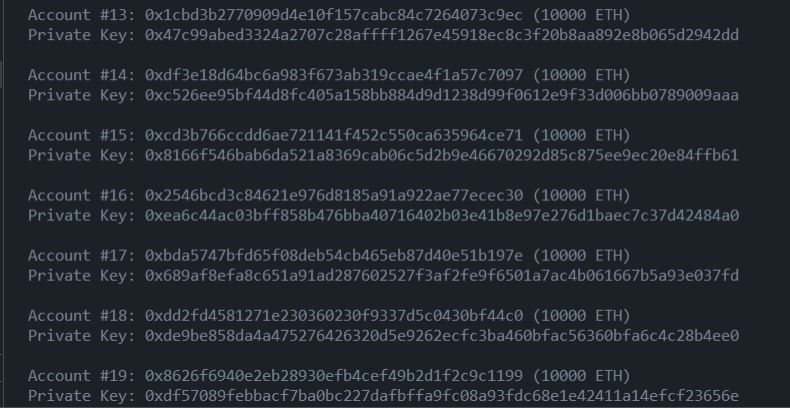 Account #13: 0x1cbd3b2770909d4e10f157cabc84c7264073c9ec (10000 ETH)
Private Key: 0x47c99abed3324a2707c28affff1267e45918ec8c3f20b8aa892e8b065d2942dd
Account #14: 0xdf3e18d64bc6a983f673ab319ccae4f1a57c7097 (10000 ETH)
Private Key: 0xc526ee95bf44d8fc405a158bb884d9d1238d99f0612e9f33d006bb0789009aaa
Account #15: 0xcd3b766ccdd6ae721141f452c550ca635964ce71 (10000 ETH)
Private Key: 0x8166f546bab6da521a8369cab06c5d2b9e46670292d85c875ee9ec20e84ffb61
Account #16: 0x2546bcd3c84621e976d8185a91a922ae77ecec30 (10000 ETH)
Private Key: 0xea6c44ac03bff858b476bba40716402b03e41b8e97e276d1baec7c37d42484a0
Account #17: 0xbda5747bfd65f08deb54cb465eb87d40e51b197e (10000 ETH)
Private Key: 0x689af8efa8c651a91ad287602527f3af2fe9f6501a7ac4b061667b5a93e037fd
Account #18: 0xdd2fd4581271e230360230f9337d5c0430bf44c0 (10000 ETH)
Private Key: 0xde9be858da4a475276426320d5e9262ecfc3ba460bfac56360bfa6c4c28b4ee0
Account #19: 0x8626f6940e2eb28930efb4cef49b2d1f2c9c1199 (10000 ETH)
Private Key: 0xdf57089febbacf7ba0bc227dafbffa9fc08a93fdc68e1e42411a14efcf23656e